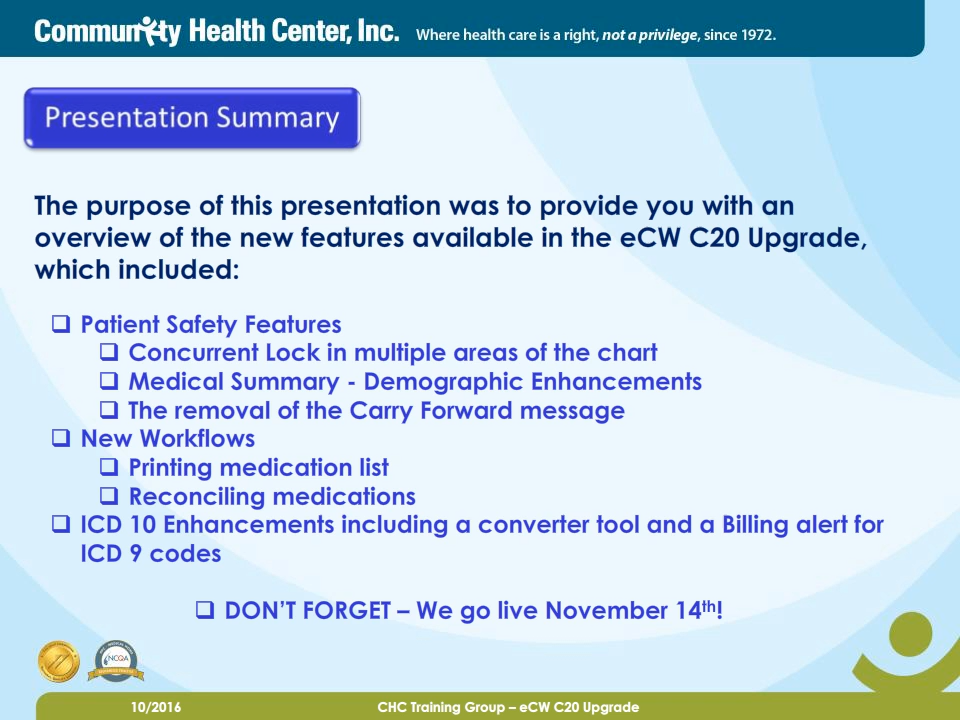 Community Health Center, Inc. Where health care is a right, not a privilege, since 1972.
Presentation Summary
The purpose of this presentation was to provide you with an
overview of the new features available in the eCW C20 Upgrade,
which included:
❑ Patient Safety Features
❑ Concurrent Lock in multiple areas of the chart
❑ Medical Summary - Demographic Enhancements
❑ The removal of the Carry Forward message
❑ New Workflows
❑ Printing medication list
❑ Reconciling medications
❑ ICD 10 Enhancements including a converter tool and a Billing alert for
ICD 9 codes
❑ DON'T FORGET – We go live November 14th!
NCQA
10/2016 CHC Training Group – eCW C20 Upgrade